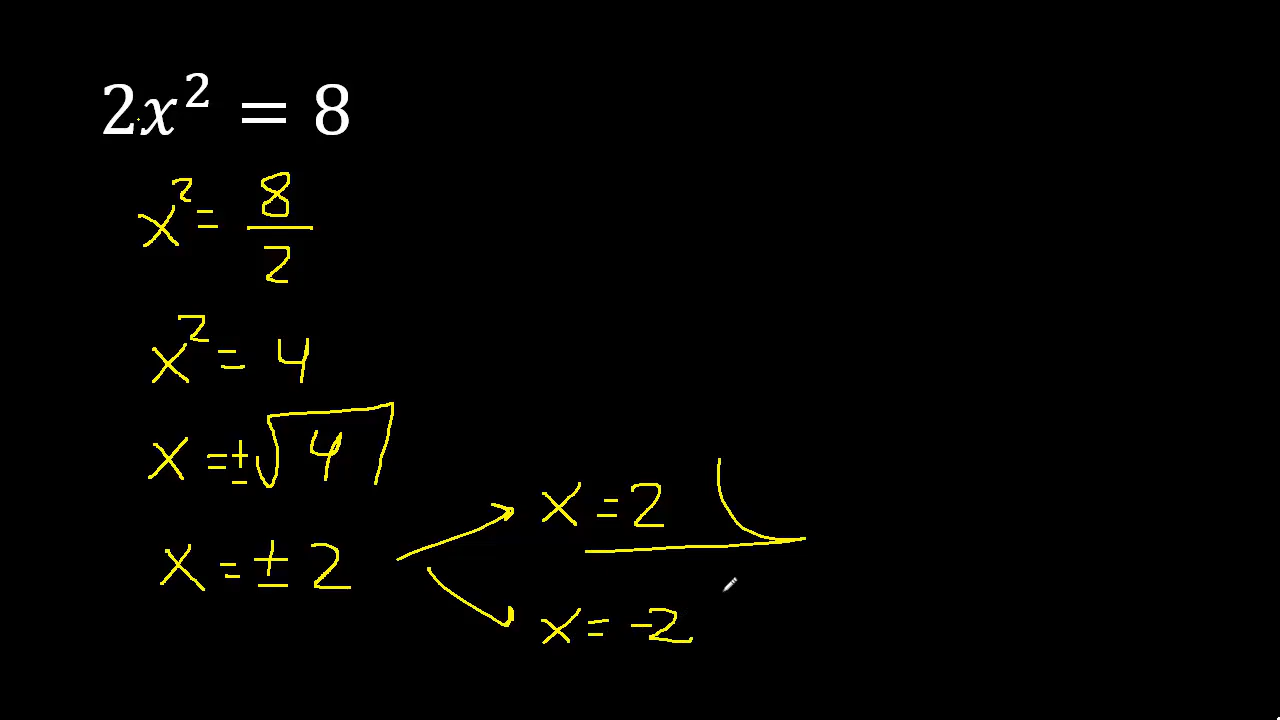 2x² = 8
x² = 8/2
x² = 4
x = ±√4
x = ± 2
x = 2
x = -2